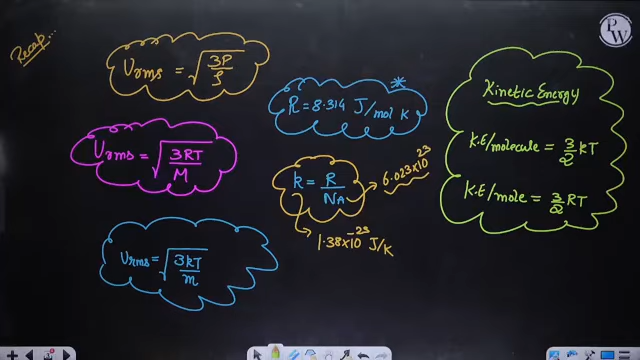 Recap...
Vrms = √(3P/ρ)
Vrms = √(3RT/M)
Vrms = √(3kT/m)
R = 8.314 J/mol K *
k = R/NA → 6.023×10^23
→ 1.38×10^-23 J/K
Kinetic Energy
K.E/molecule = 3/2 kT
K.E/mole = 3/2 RT
PW